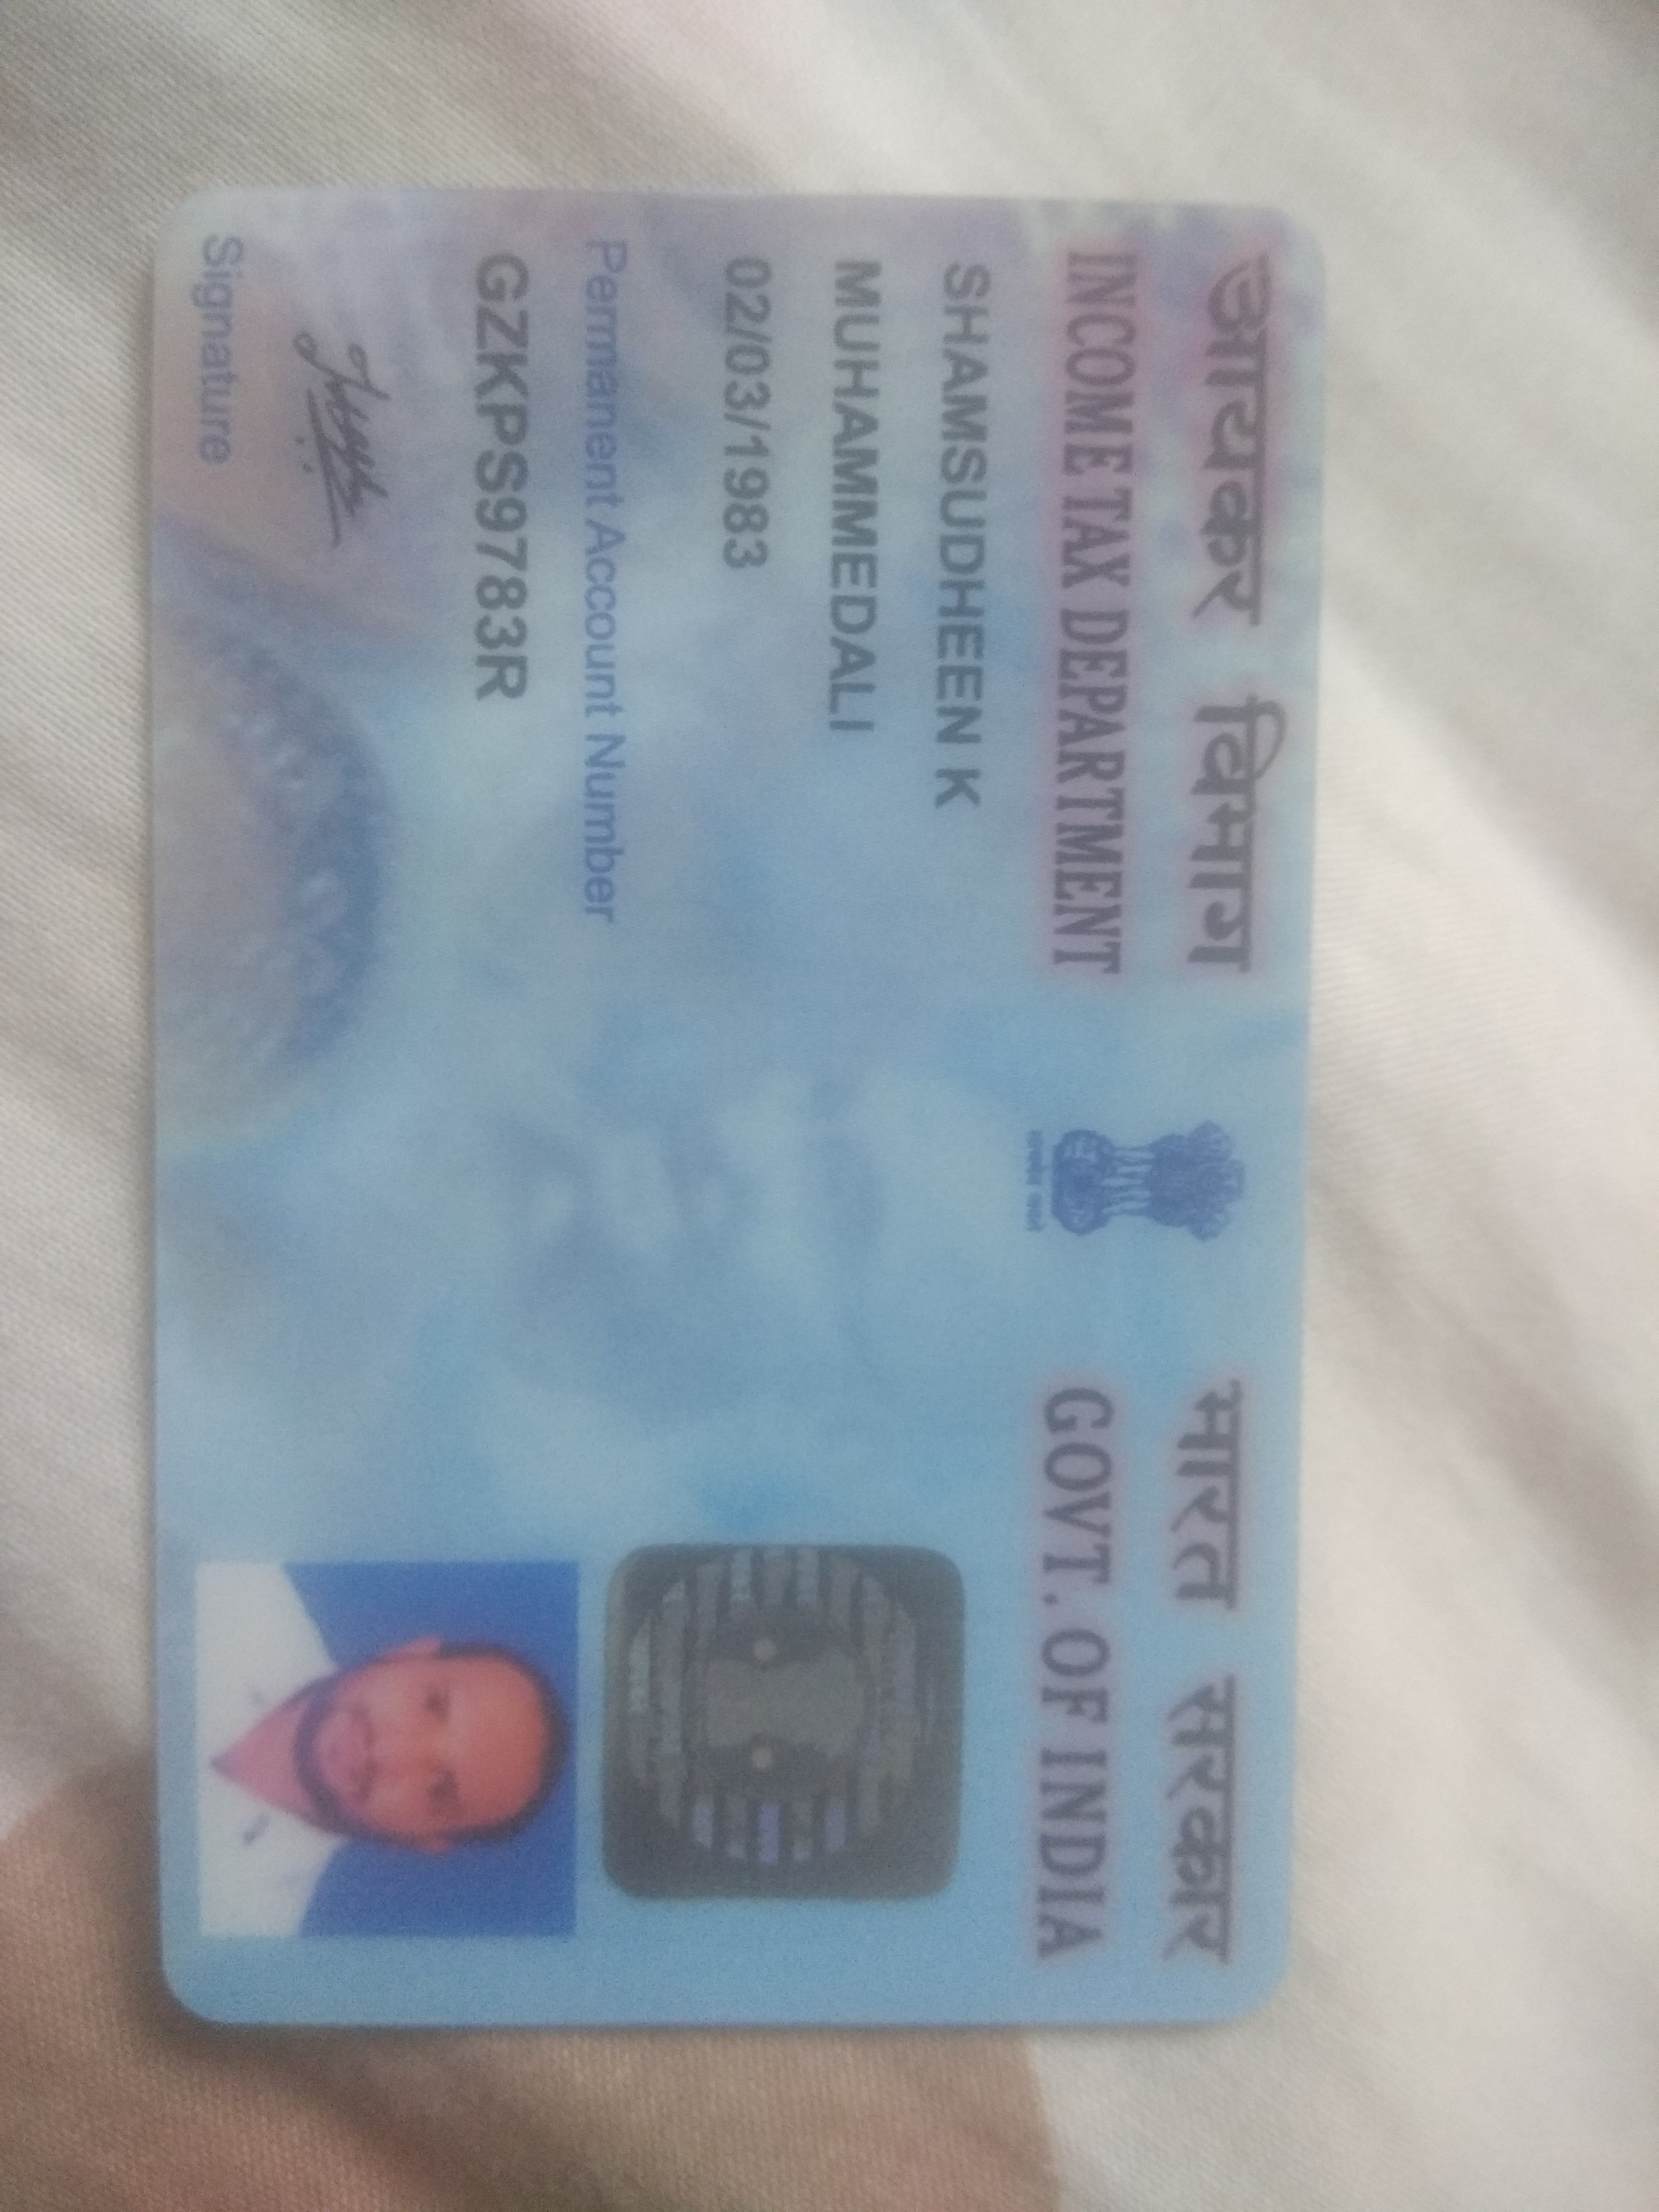 आयकर विभाग
INCOME TAX DEPARTMENT
भारत सरकार
GOVT. OF INDIA
SHAMSUDHEEN K
MUHAMMEDALI
02/03/1983
Permanent Account Number
GZKPS9783R
Signature